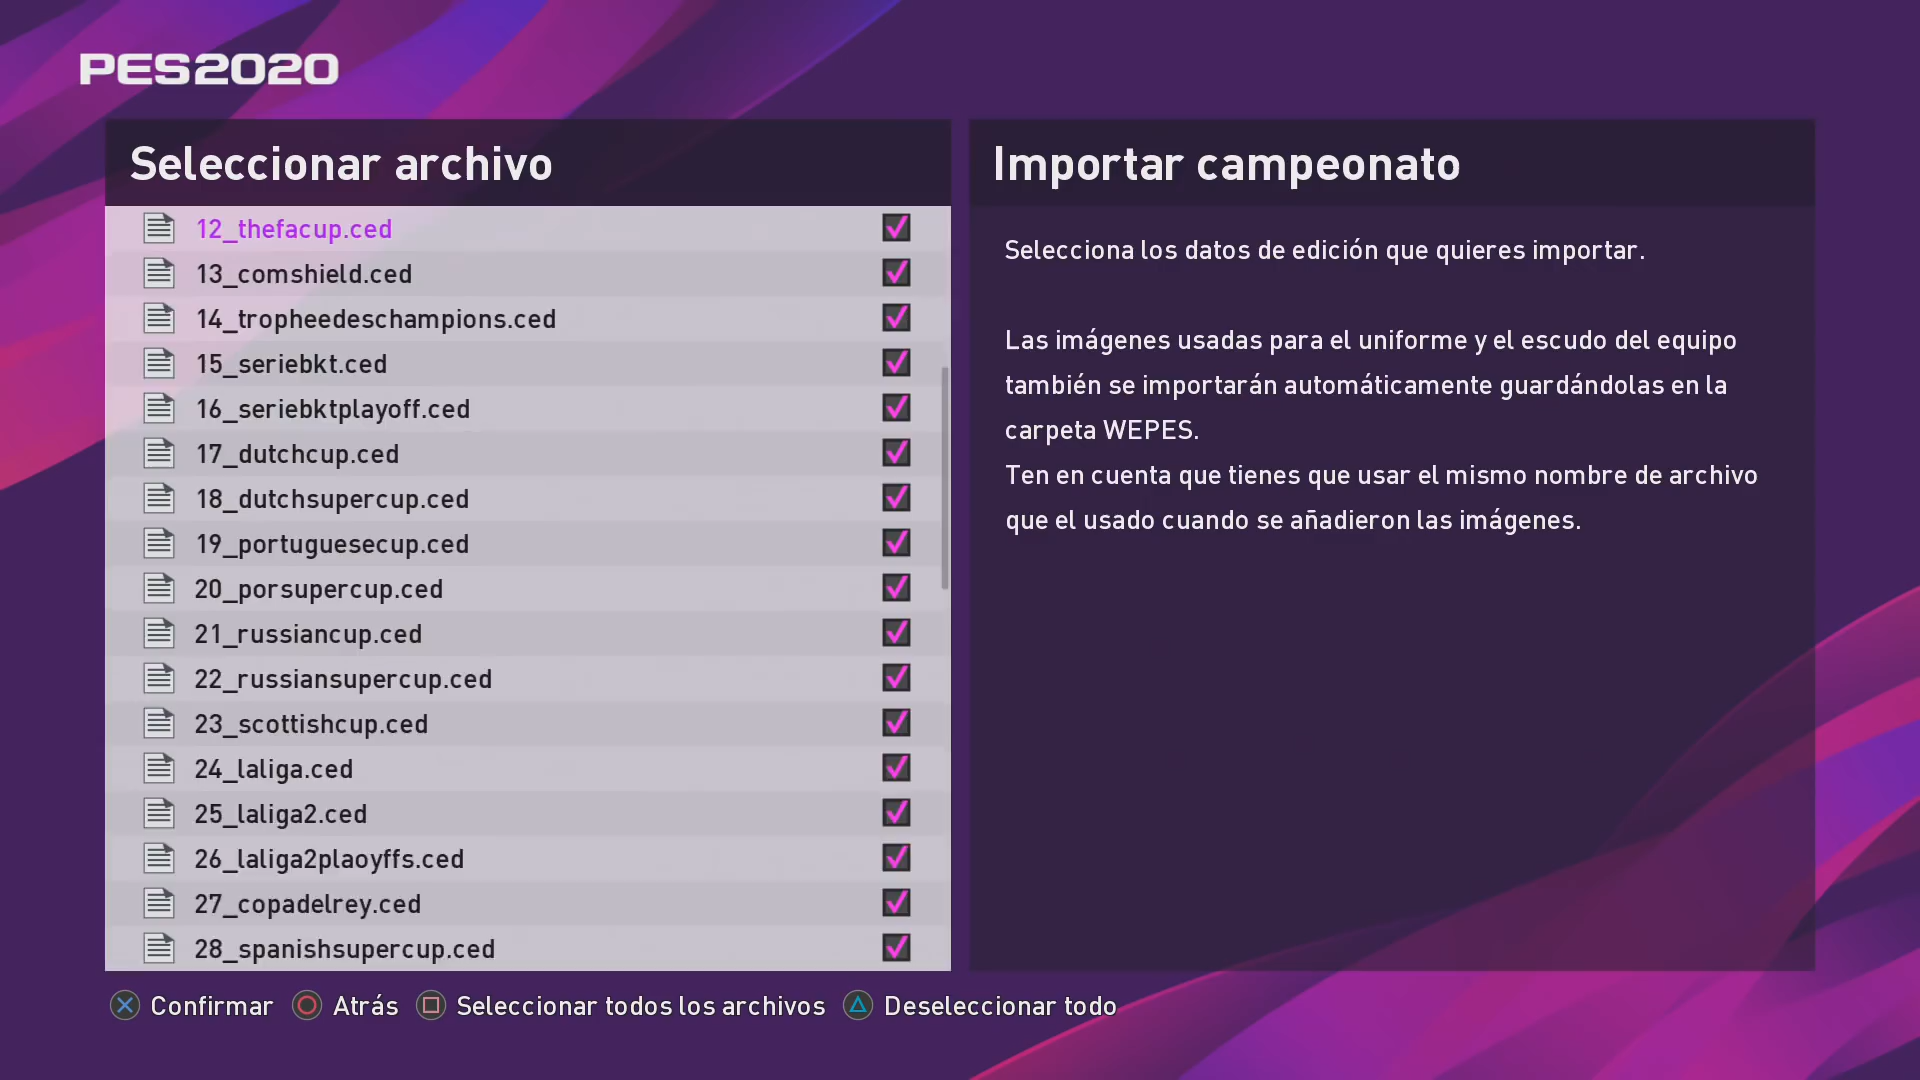 PES2020
Seleccionar archivo
12_thefacup.ced
13_comshield.ced
14_tropheedeschampions.ced
15_seriebkt.ced
16_seriebktplayoff.ced
17_dutchcup.ced
18_dutchsupercup.ced
19_portuguesecup.ced
20_porsupercup.ced
21_russiancup.ced
22_russiansupercup.ced
23_scottishcup.ced
24_laliga.ced
25_laliga2.ced
26_laliga2plaoyffs.ced
27_copadelrey.ced
28_spanishsupercup.ced
Importar campeonato
Selecciona los datos de edición que quieres importar.
Las imágenes usadas para el uniforme y el escudo del equipo
también se importarán automáticamente guardándolas en la
carpeta WEPES.
Ten en cuenta que tienes que usar el mismo nombre de archivo
que el usado cuando se añadieron las imágenes.
Confirmar Atrás Seleccionar todos los archivos Deseleccionar todo